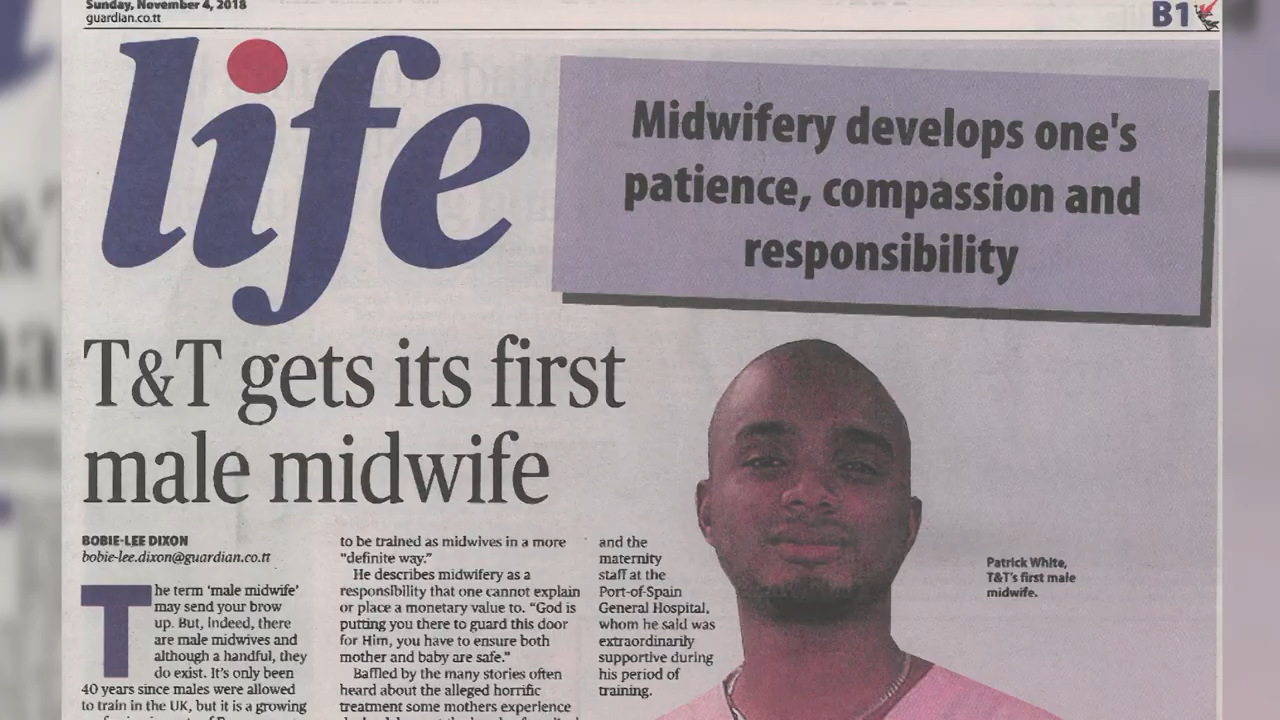 Sunday, November 4, 2018
guardian.co.tt
B1
life
Midwifery develops one's
patience, compassion and
responsibility
T&T gets its first
male midwife
BOBIE-LEE DIXON
bobie-lee.dixon@guardian.co.tt
The term 'male midwife'
may send your brow
up. But, indeed, there
are male midwives and
although a handful, they
do exist. It's only been
40 years since males were allowed
to train in the UK, but it is a growing
to be trained as midwives in a more
"definite way."
He describes midwifery as a
responsibility that one cannot explain
or place a monetary value to. "God is
putting you there to guard this door
for Him, you have to ensure both
mother and baby are safe."
Baffled by the many stories often
heard about the alleged horrific
treatment some mothers experience
and the
maternity
staff at the
Port-of-Spain
General Hospital,
whom he said was
extraordinarily
supportive during
his period of
training.
Patrick White,
T&T's first male
midwife.